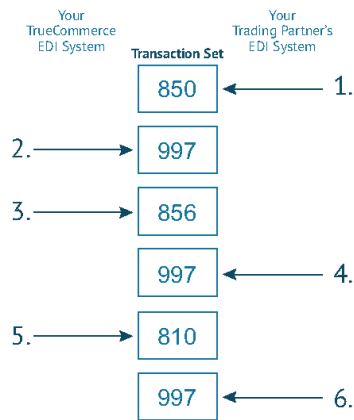 Your
TrueCommerce
EDI System
Transaction Set
Your
Trading Partner's
EDI System
850
1.
2.
997
3.
856
997
4.
5.
810
997
6.